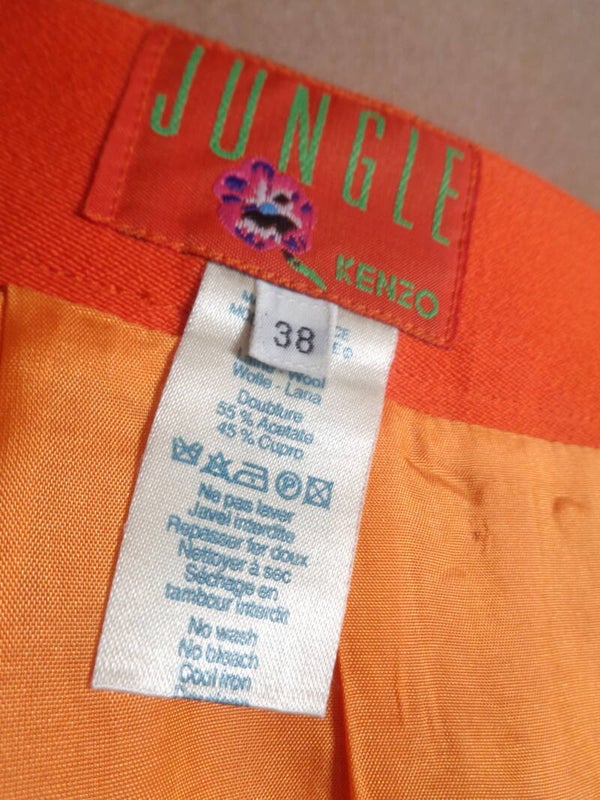 JUNGLE
KENZO
38
Wool
Wolle - Lana
Doublure
55 % Acetate
45 % Cupro
P
Ne pas laver
Javel interdite
Repasser fer doux
Nettoyer à sec
Séchage en
tambour interdit
No wash
No bleach
Cool iron